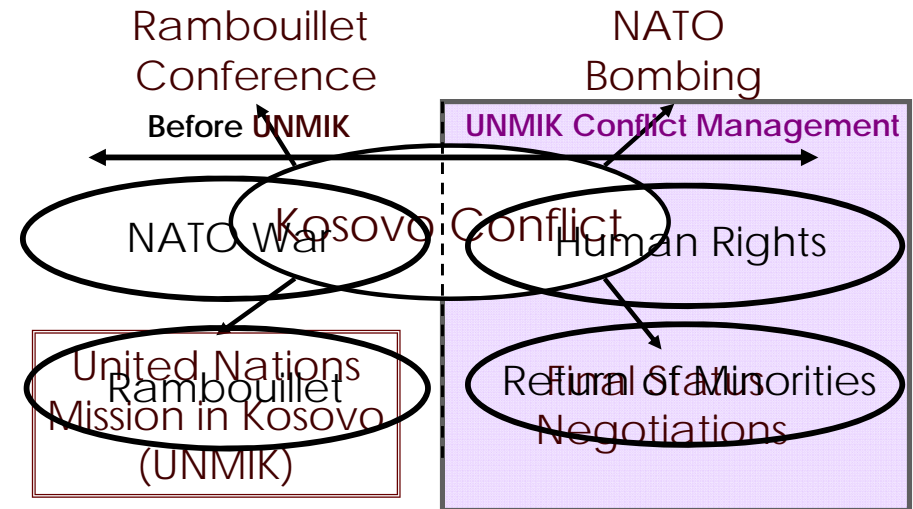 Rambouillet
Conference
NATO
Bombing
Before UNMIK
UNMIK Conflict Management
Kosovo Conflict
NATO War
Human Rights
United Nations
Mission in Kosovo
(UNMIK)
Rambouillet
Final Status
Negotiations
Return of Minorities